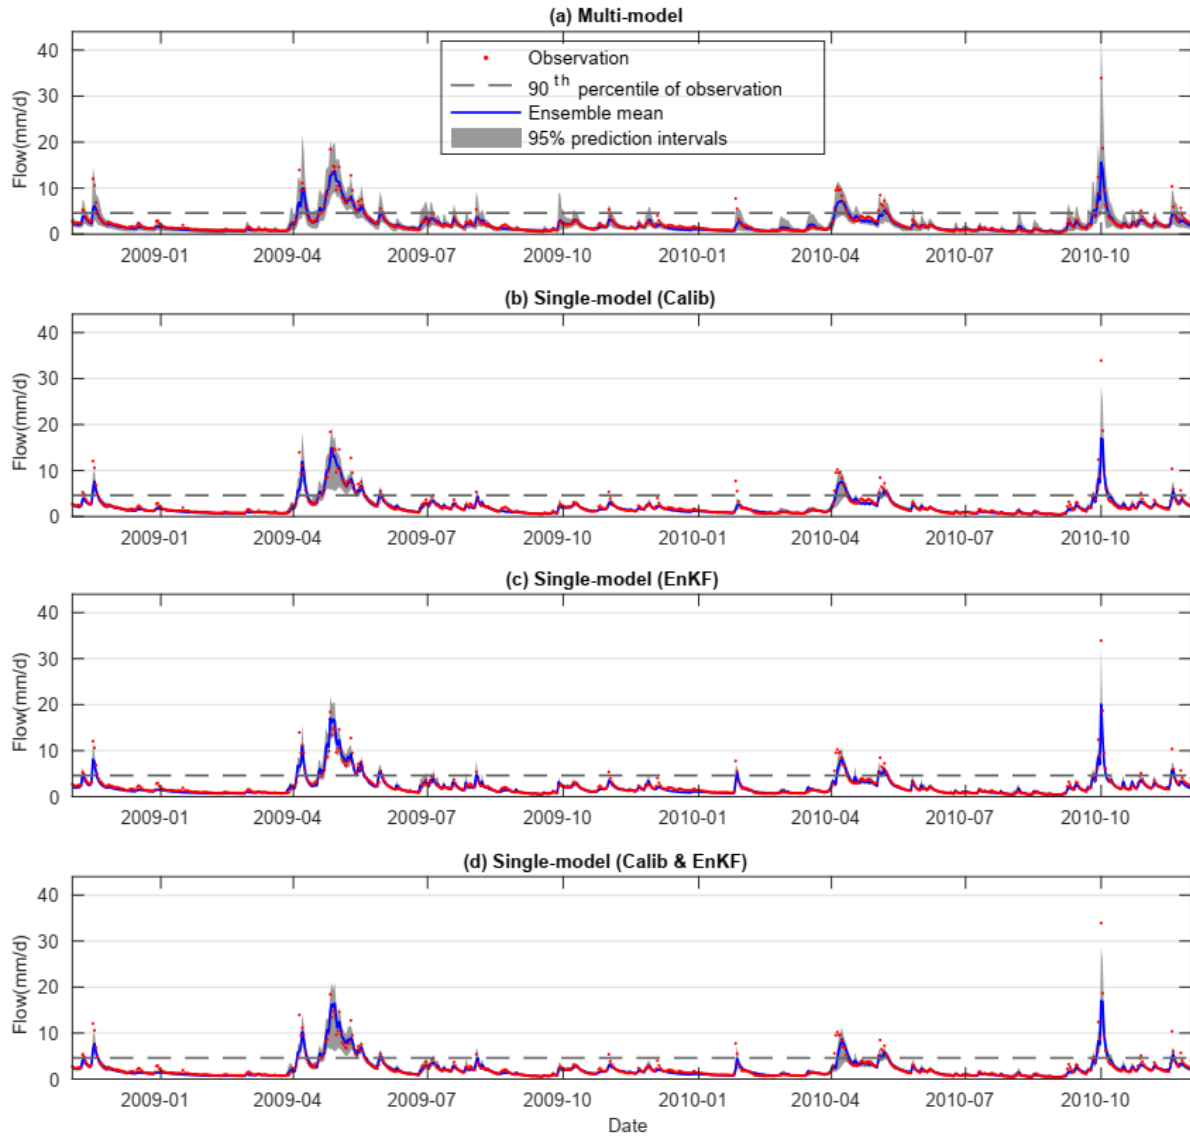 (a) Multi-model
Observation
90 th percentile of observation
Ensemble mean
95% prediction intervals
Flow(mm/d)
40
30
20
10
0
2009-01 2009-04 2009-07 2009-10 2010-01 2010-04 2010-07 2010-10
(b) Single-model (Calib)
Flow(mm/d)
40
30
20
10
0
2009-01 2009-04 2009-07 2009-10 2010-01 2010-04 2010-07 2010-10
(c) Single-model (EnKF)
Flow(mm/d)
40
30
20
10
0
2009-01 2009-04 2009-07 2009-10 2010-01 2010-04 2010-07 2010-10
(d) Single-model (Calib & EnKF)
Flow(mm/d)
40
30
20
10
0
2009-01 2009-04 2009-07 2009-10 2010-01 2010-04 2010-07 2010-10
Date